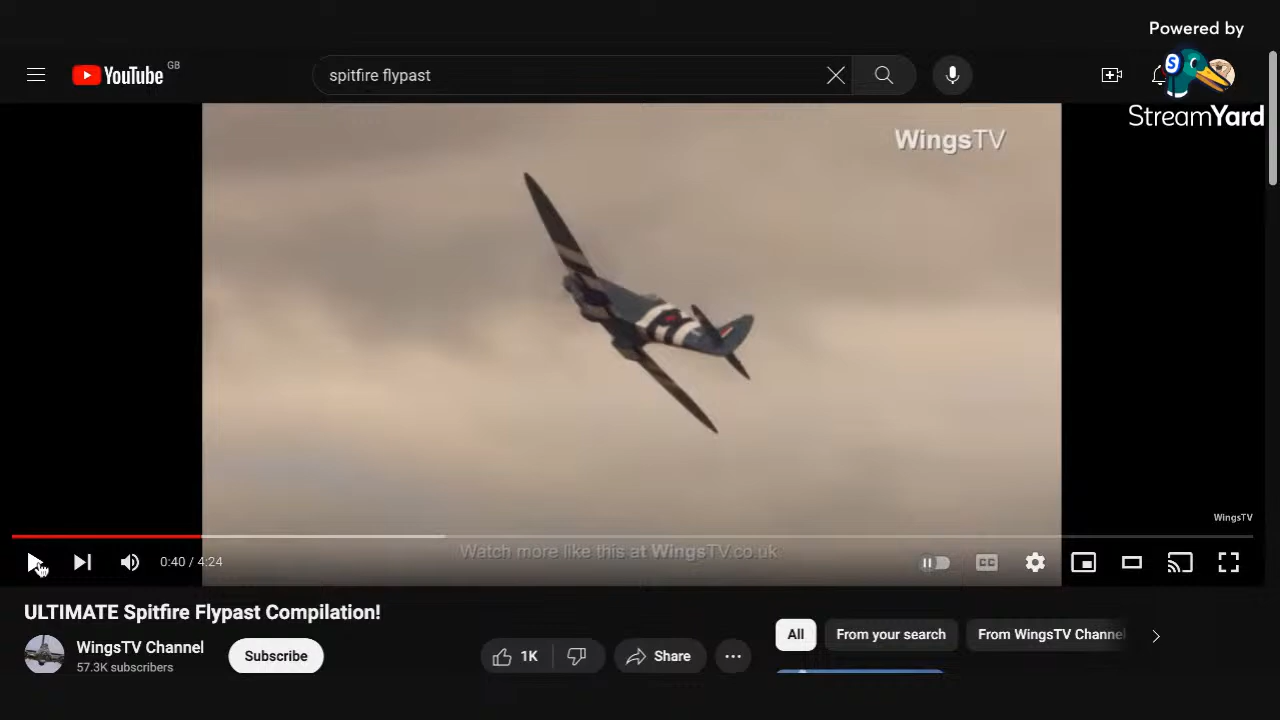 Powered by
StreamYard
YouTube GB
spitfire flypast
WingsTV
WingsTV
Watch more like this at WingsTV.co.uk
0:40 / 4:24
CC
ULTIMATE Spitfire Flypast Compilation!
WingsTV Channel
57.3K subscribers
Subscribe
1K
Share
All
From your search
From WingsTV Channel